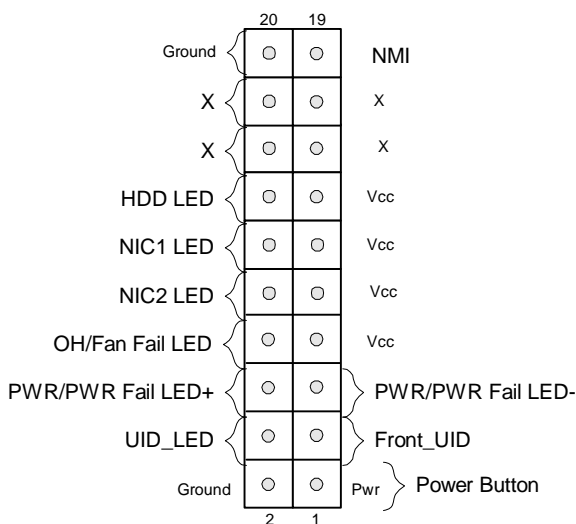 20 19
Ground NMI
X X
X X
HDD LED Vcc
NIC1 LED Vcc
NIC2 LED Vcc
OH/Fan Fail LED Vcc
PWR/PWR Fail LED+ PWR/PWR Fail LED-
UID_LED Front_UID
Ground Pwr Power Button
2 1